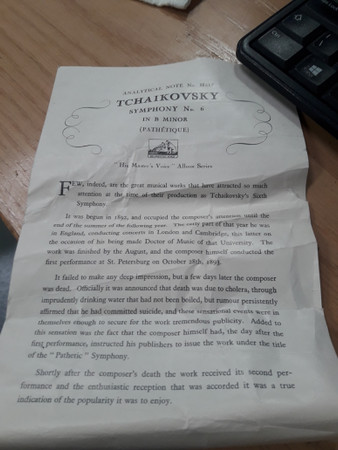 ANALYTICAL NOTE No.
TCHAIKOVSKY
SYMPHONY No. 6
IN B MINOR
(PATHÉTIQUE)
"His Master's Voice" Album Series
FEW, indeed, are the great musical works that have attracted so much
attention at the time of their production as Tchaikovsky's Sixth
Symphony.
It was begun in 1892, and occupied the composer's attention until the
end of the summer of the following year. The early part of that year he was
in England, conducting concerts in London and Cambridge, this latter on
the occasion of his being made Doctor of Music of that University. The
work was finished by the August, and the composer himself conducted the
first performance at St. Petersburg on October 28th, 1893.
It failed to make any deep impression, but a few days later the composer
was dead. Officially it was announced that death was due to cholera, through
imprudently drinking water that had not been boiled, but rumour persistently
affirmed that he had committed suicide, and these sensational events were in
themselves enough to secure for the work tremendous publicity. Added to
this sensation was the fact that the composer himself had, the day after the
first performance, instructed his publishers to issue the work under the title
of the "Pathetic" Symphony.
Shortly after the composer's death the work received its second per-
formance and the enthusiastic reception that was accorded it was a true
indication of the popularity it was to enjoy.